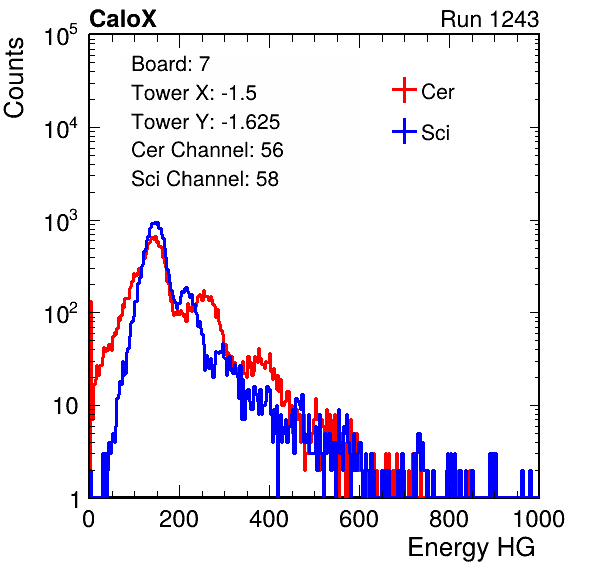 CaloX Run 1243
Counts
Board: 7
Tower X: -1.5
Tower Y: -1.625
Cer Channel: 56
Sci Channel: 58
Cer
Sci
10^5
10^4
10^3
10^2
10
1
0 200 400 600 800 1000
Energy HG